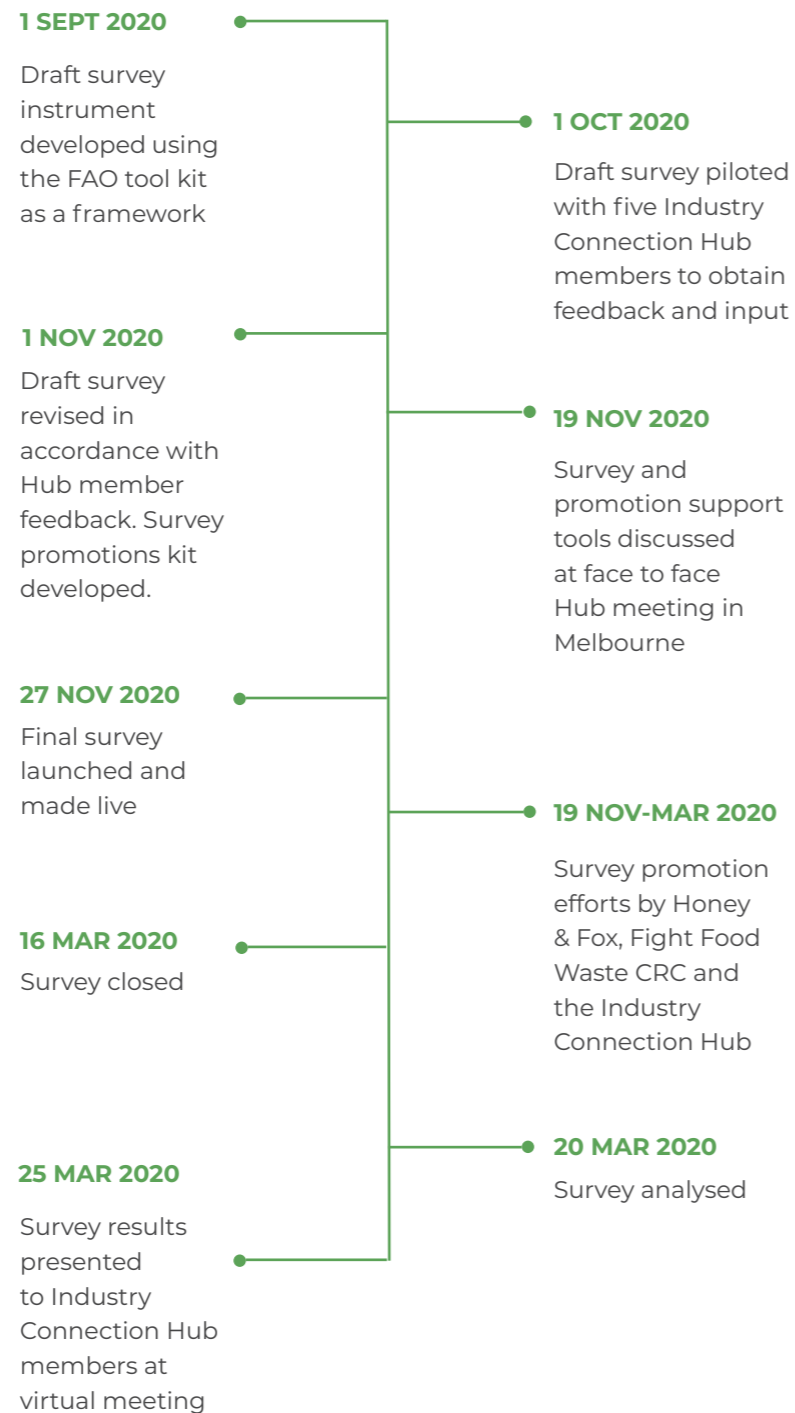 1 SEPT 2020
Draft survey
instrument
developed using
the FAO tool kit
as a framework
1 OCT 2020
Draft survey piloted
with five Industry
Connection Hub
members to obtain
feedback and input
1 NOV 2020
Draft survey
revised in
accordance with
Hub member
feedback. Survey
promotions kit
developed.
19 NOV 2020
Survey and
promotion support
tools discussed
at face to face
Hub meeting in
Melbourne
27 NOV 2020
Final survey
launched and
made live
19 NOV-MAR 2020
Survey promotion
efforts by Honey
& Fox, Fight Food
Waste CRC and
the Industry
Connection Hub
16 MAR 2020
Survey closed
20 MAR 2020
Survey analysed
25 MAR 2020
Survey results
presented
to Industry
Connection Hub
members at
virtual meeting